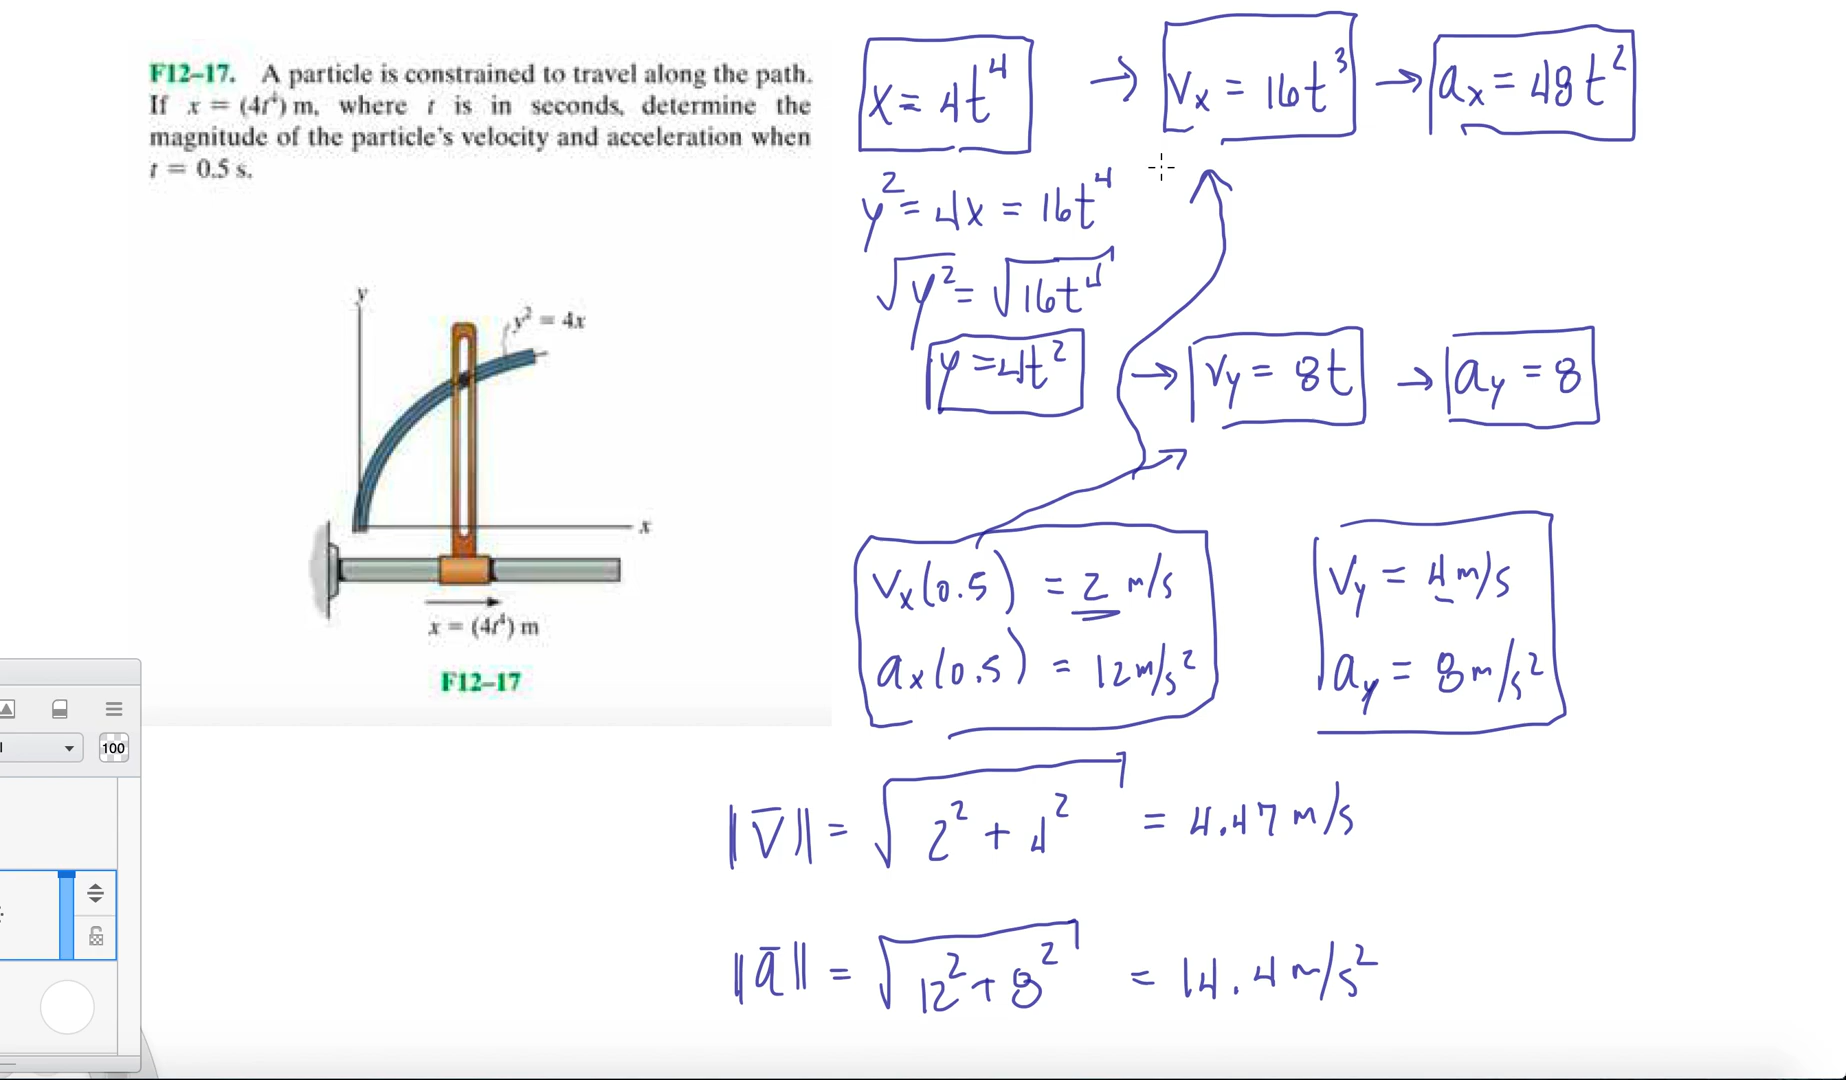 F12–17. A particle is constrained to travel along the path.
If x = (4t⁴) m, where t is in seconds, determine the
magnitude of the particle's velocity and acceleration when
t = 0.5 s.
y
y² = 4x
x
x = (4t⁴) m
F12–17
100
x = 4t⁴ → Vx = 16t³ → ax = 48t²
y² = 4x = 16t⁴
√y² = √16t⁴
y = 4t² → Vy = 8t → ay = 8
Vx(0.5) = 2 m/s
ax(0.5) = 12 m/s²
Vy = 4 m/s
ay = 8 m/s²
‖V̅‖ = √2² + 4² = 4.47 m/s
‖a̅‖ = √12² + 8² = 14.4 m/s²